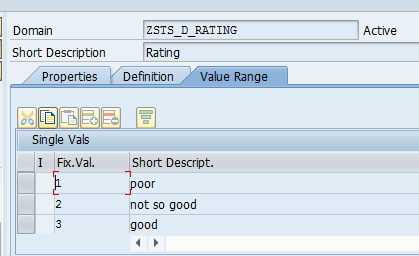 Domain ZSTS_D_RATING Active
Short Description Rating
Properties Definition Value Range
Single Vals
I Fix.Val. Short Descript.
1 poor
2 not so good
3 good